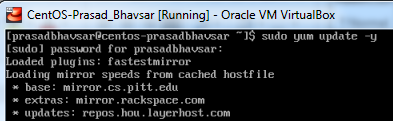 CentOS-Prasad_Bhavsar [Running] - Oracle VM VirtualBox
[prasadbhavsar@centos-prasadbhavsar ~]$ sudo yum update -y
[sudo] password for prasadbhavsar:
Loaded plugins: fastestmirror
Loading mirror speeds from cached hostfile
* base: mirror.cs.pitt.edu
* extras: mirror.rackspace.com
* updates: repos.hou.layerhost.com